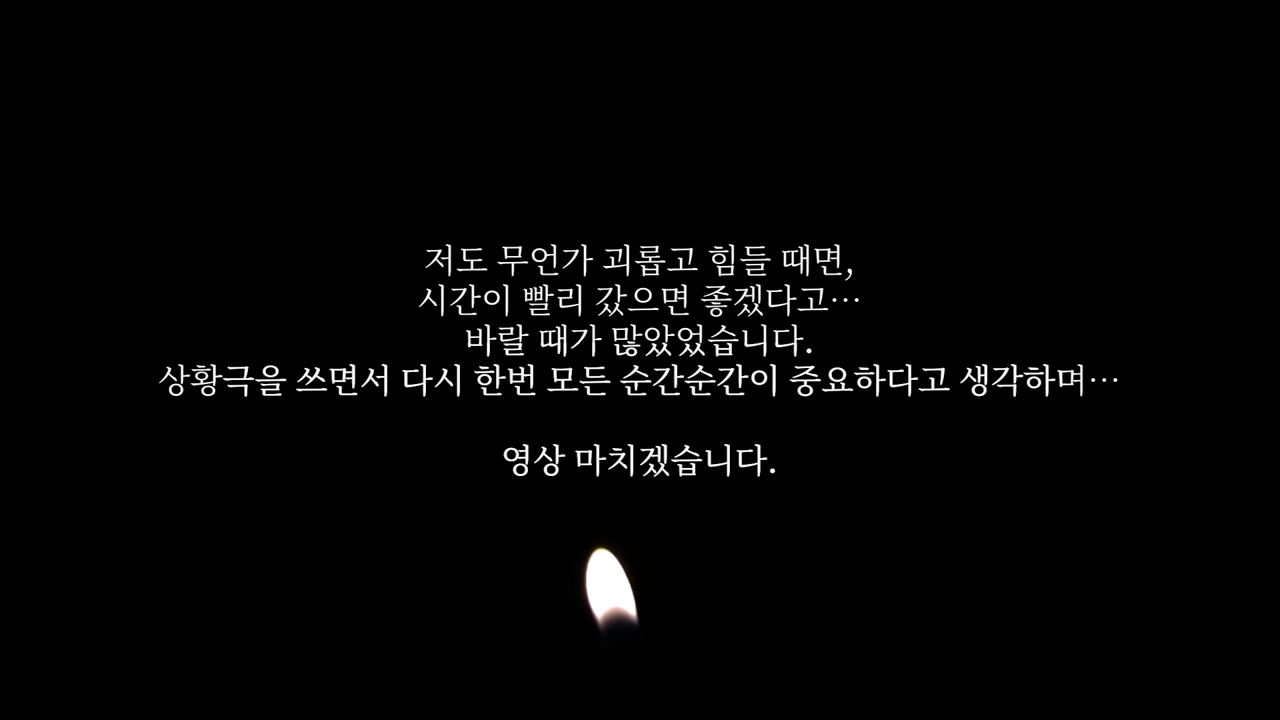 저도 무언가 괴롭고 힘들 때면,
시간이 빨리 갔으면 좋겠다고…
바랄 때가 많았었습니다.
상황극을 쓰면서 다시 한번 모든 순간순간이 중요하다고 생각하며…
영상 마치겠습니다.